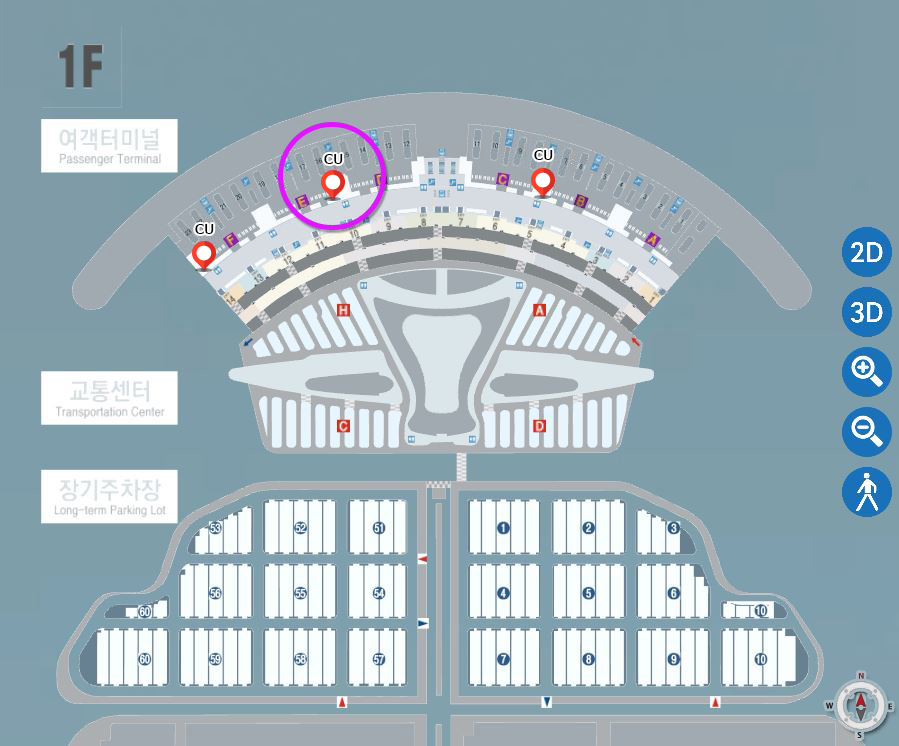 1F
여객터미널
Passenger Terminal
CU
CU
CU
C
B
E
F
A
14
13
12
11
10
9
8
7
6
5
4
3
2
1
2D
3D
H
A
C
D
교통센터
Transportation Center
장기주차장
Long-term Parking Lot
53
52
51
1
2
3
56
55
54
4
5
6
60
10
60
59
58
57
7
8
9
10
N
W
E
S